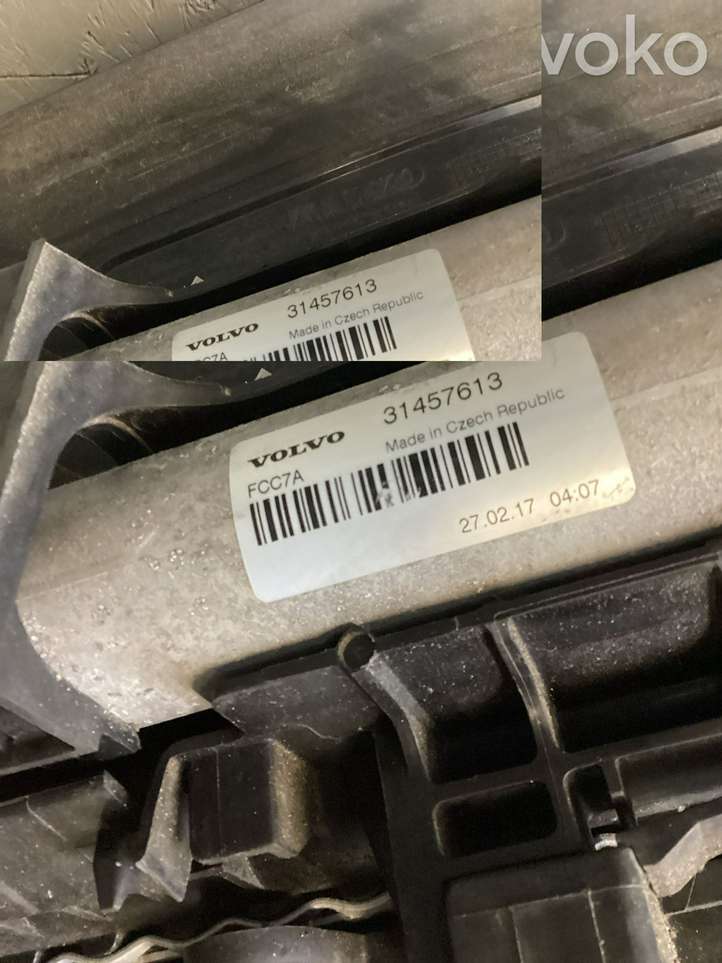 voko
VOLVO 31457613
Made in Czech Republic
VOLVO 31457613
Made in Czech Republic
FCC7A
27.02.17 04:07